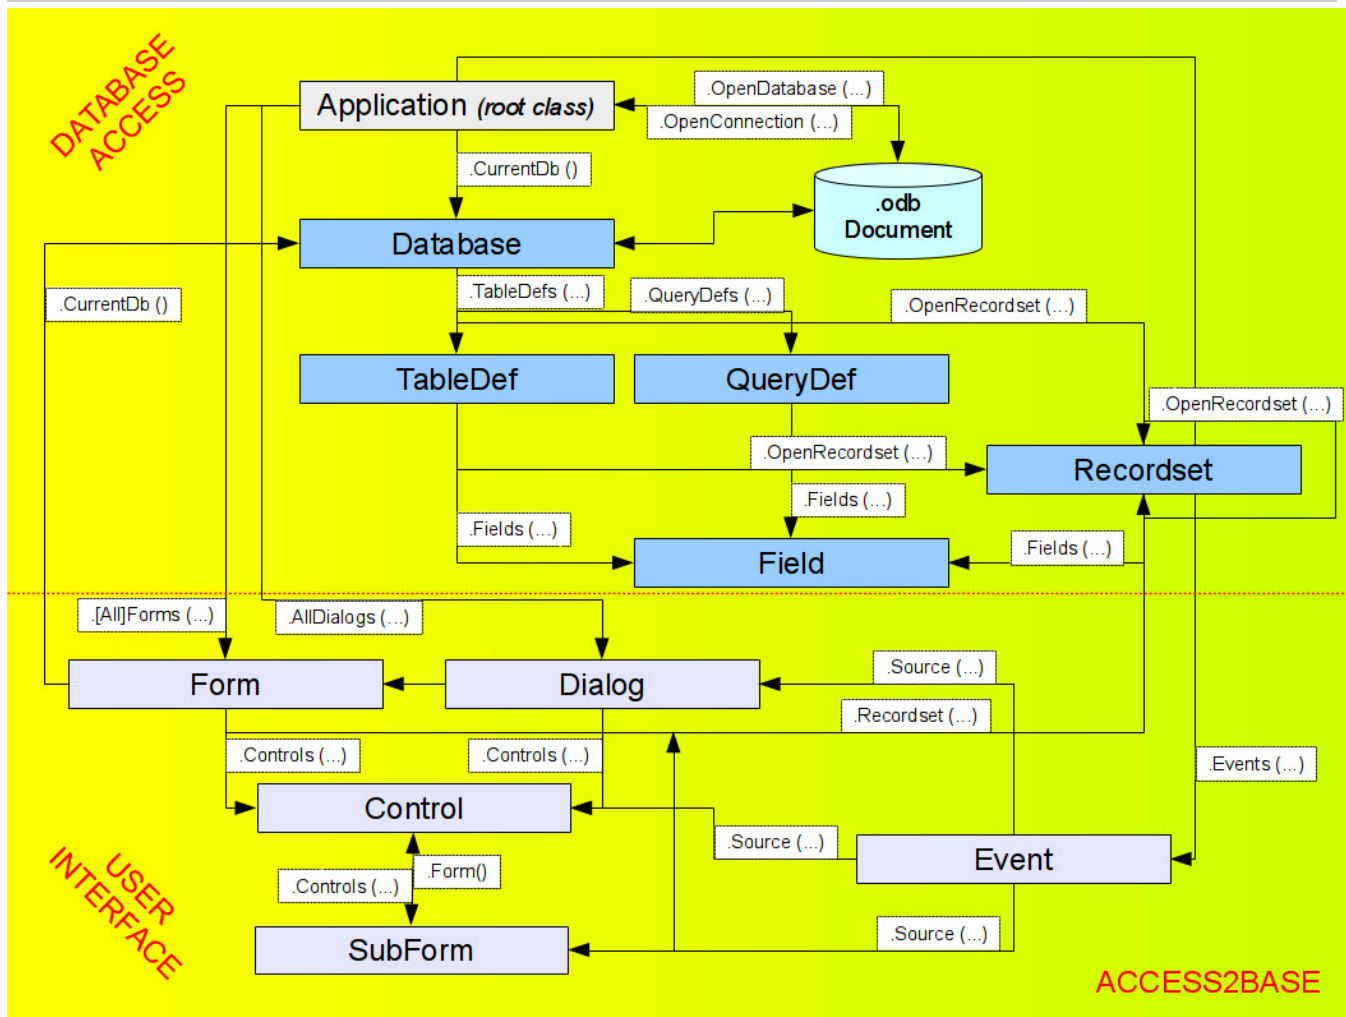 DATABASE
ACCESS
Application (root class)
.OpenDatabase (...)
.OpenConnection (...)
.CurrentDb ()
.odb
Document
Database
.CurrentDb ()
.TableDefs (...)
.QueryDefs (...)
.OpenRecordset (...)
TableDef
QueryDef
.OpenRecordset (...)
.OpenRecordset (...)
Recordset
.Fields (...)
.Fields (...)
.Fields (...)
Field
.[All]Forms (...)
.AllDialogs (...)
Form
Dialog
.Source (...)
.Recordset (...)
.Controls (...)
.Controls (...)
.Events (...)
Control
.Source (...)
Event
.Form()
.Controls (...)
USER
INTERFACE
.Source (...)
SubForm
ACCESS2BASE